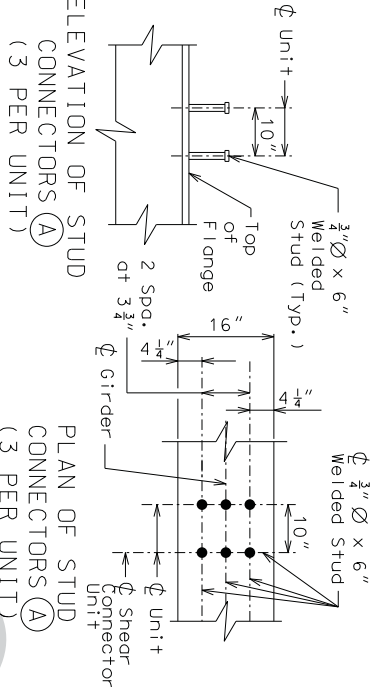 ℄ Unit
10"
3/4"Ø x 6"
Welded
Stud (Typ.)
Top
of
Flange
ELEVATION OF STUD
CONNECTORS (A)
(3 PER UNIT)
℄ 3/4"Ø x 6"
Welded Stud
16"
4 1/4"
4 1/4"
2 Spa.
at 3 3/4"
10"
℄ Girder
℄ Unit
℄ Shear
Connector
Unit
PLAN OF STUD
CONNECTORS (A)
(3 PER UNIT)